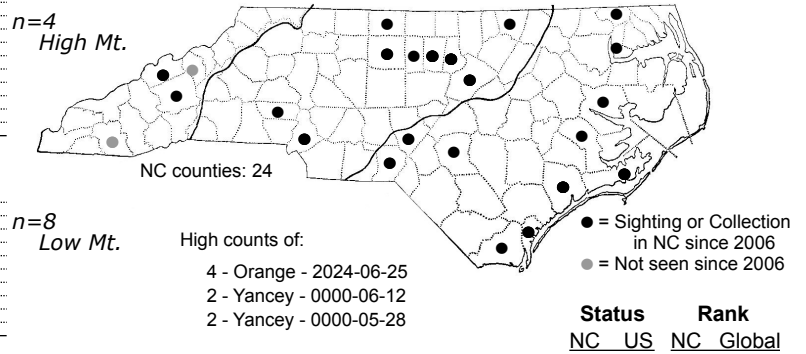 n=4
High Mt.
NC counties: 24
n=8
Low Mt.
High counts of:
4 - Orange - 2024-06-25
2 - Yancey - 0000-06-12
2 - Yancey - 0000-05-28
● = Sighting or Collection
in NC since 2006
● = Not seen since 2006
Status Rank
NC US NC Global